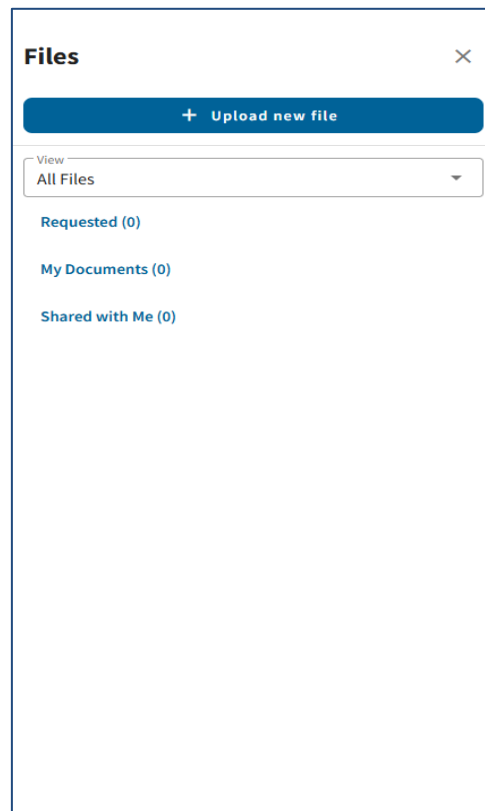 Files
+ Upload new file
View
All Files
Requested (0)
My Documents (0)
Shared with Me (0)